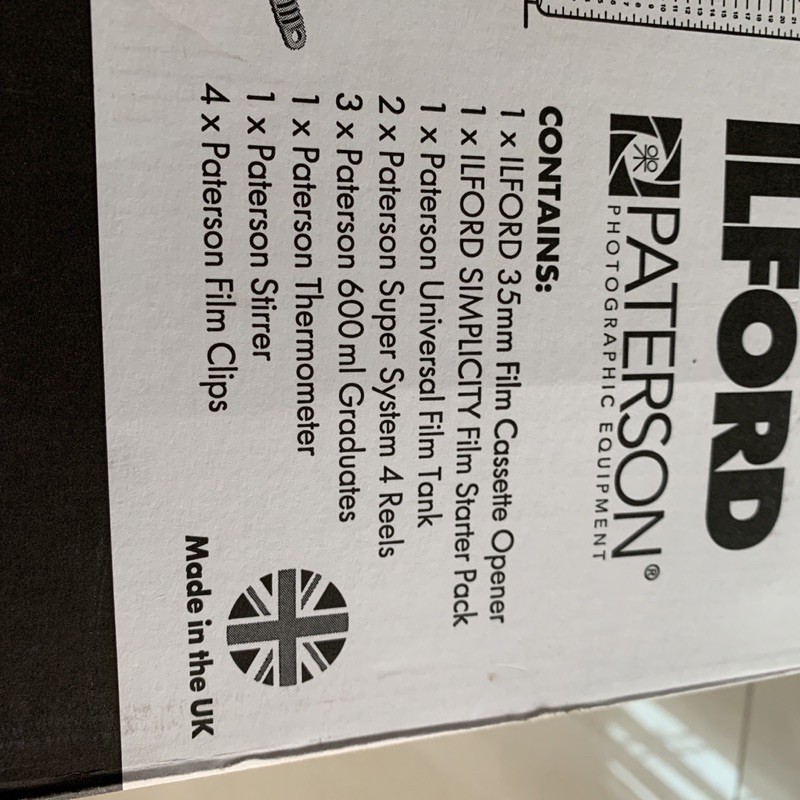 ILFORD
PATERSON®
PHOTOGRAPHIC EQUIPMENT
CONTAINS:
1 x ILFORD 35mm Film Cassette Opener
1 x ILFORD SIMPLICITY Film Starter Pack
1 x Paterson Universal Film Tank
2 x Paterson Super System 4 Reels
3 x Paterson 600ml Graduates
1 x Paterson Thermometer
1 x Paterson Stirrer
4 x Paterson Film Clips
Made in the UK